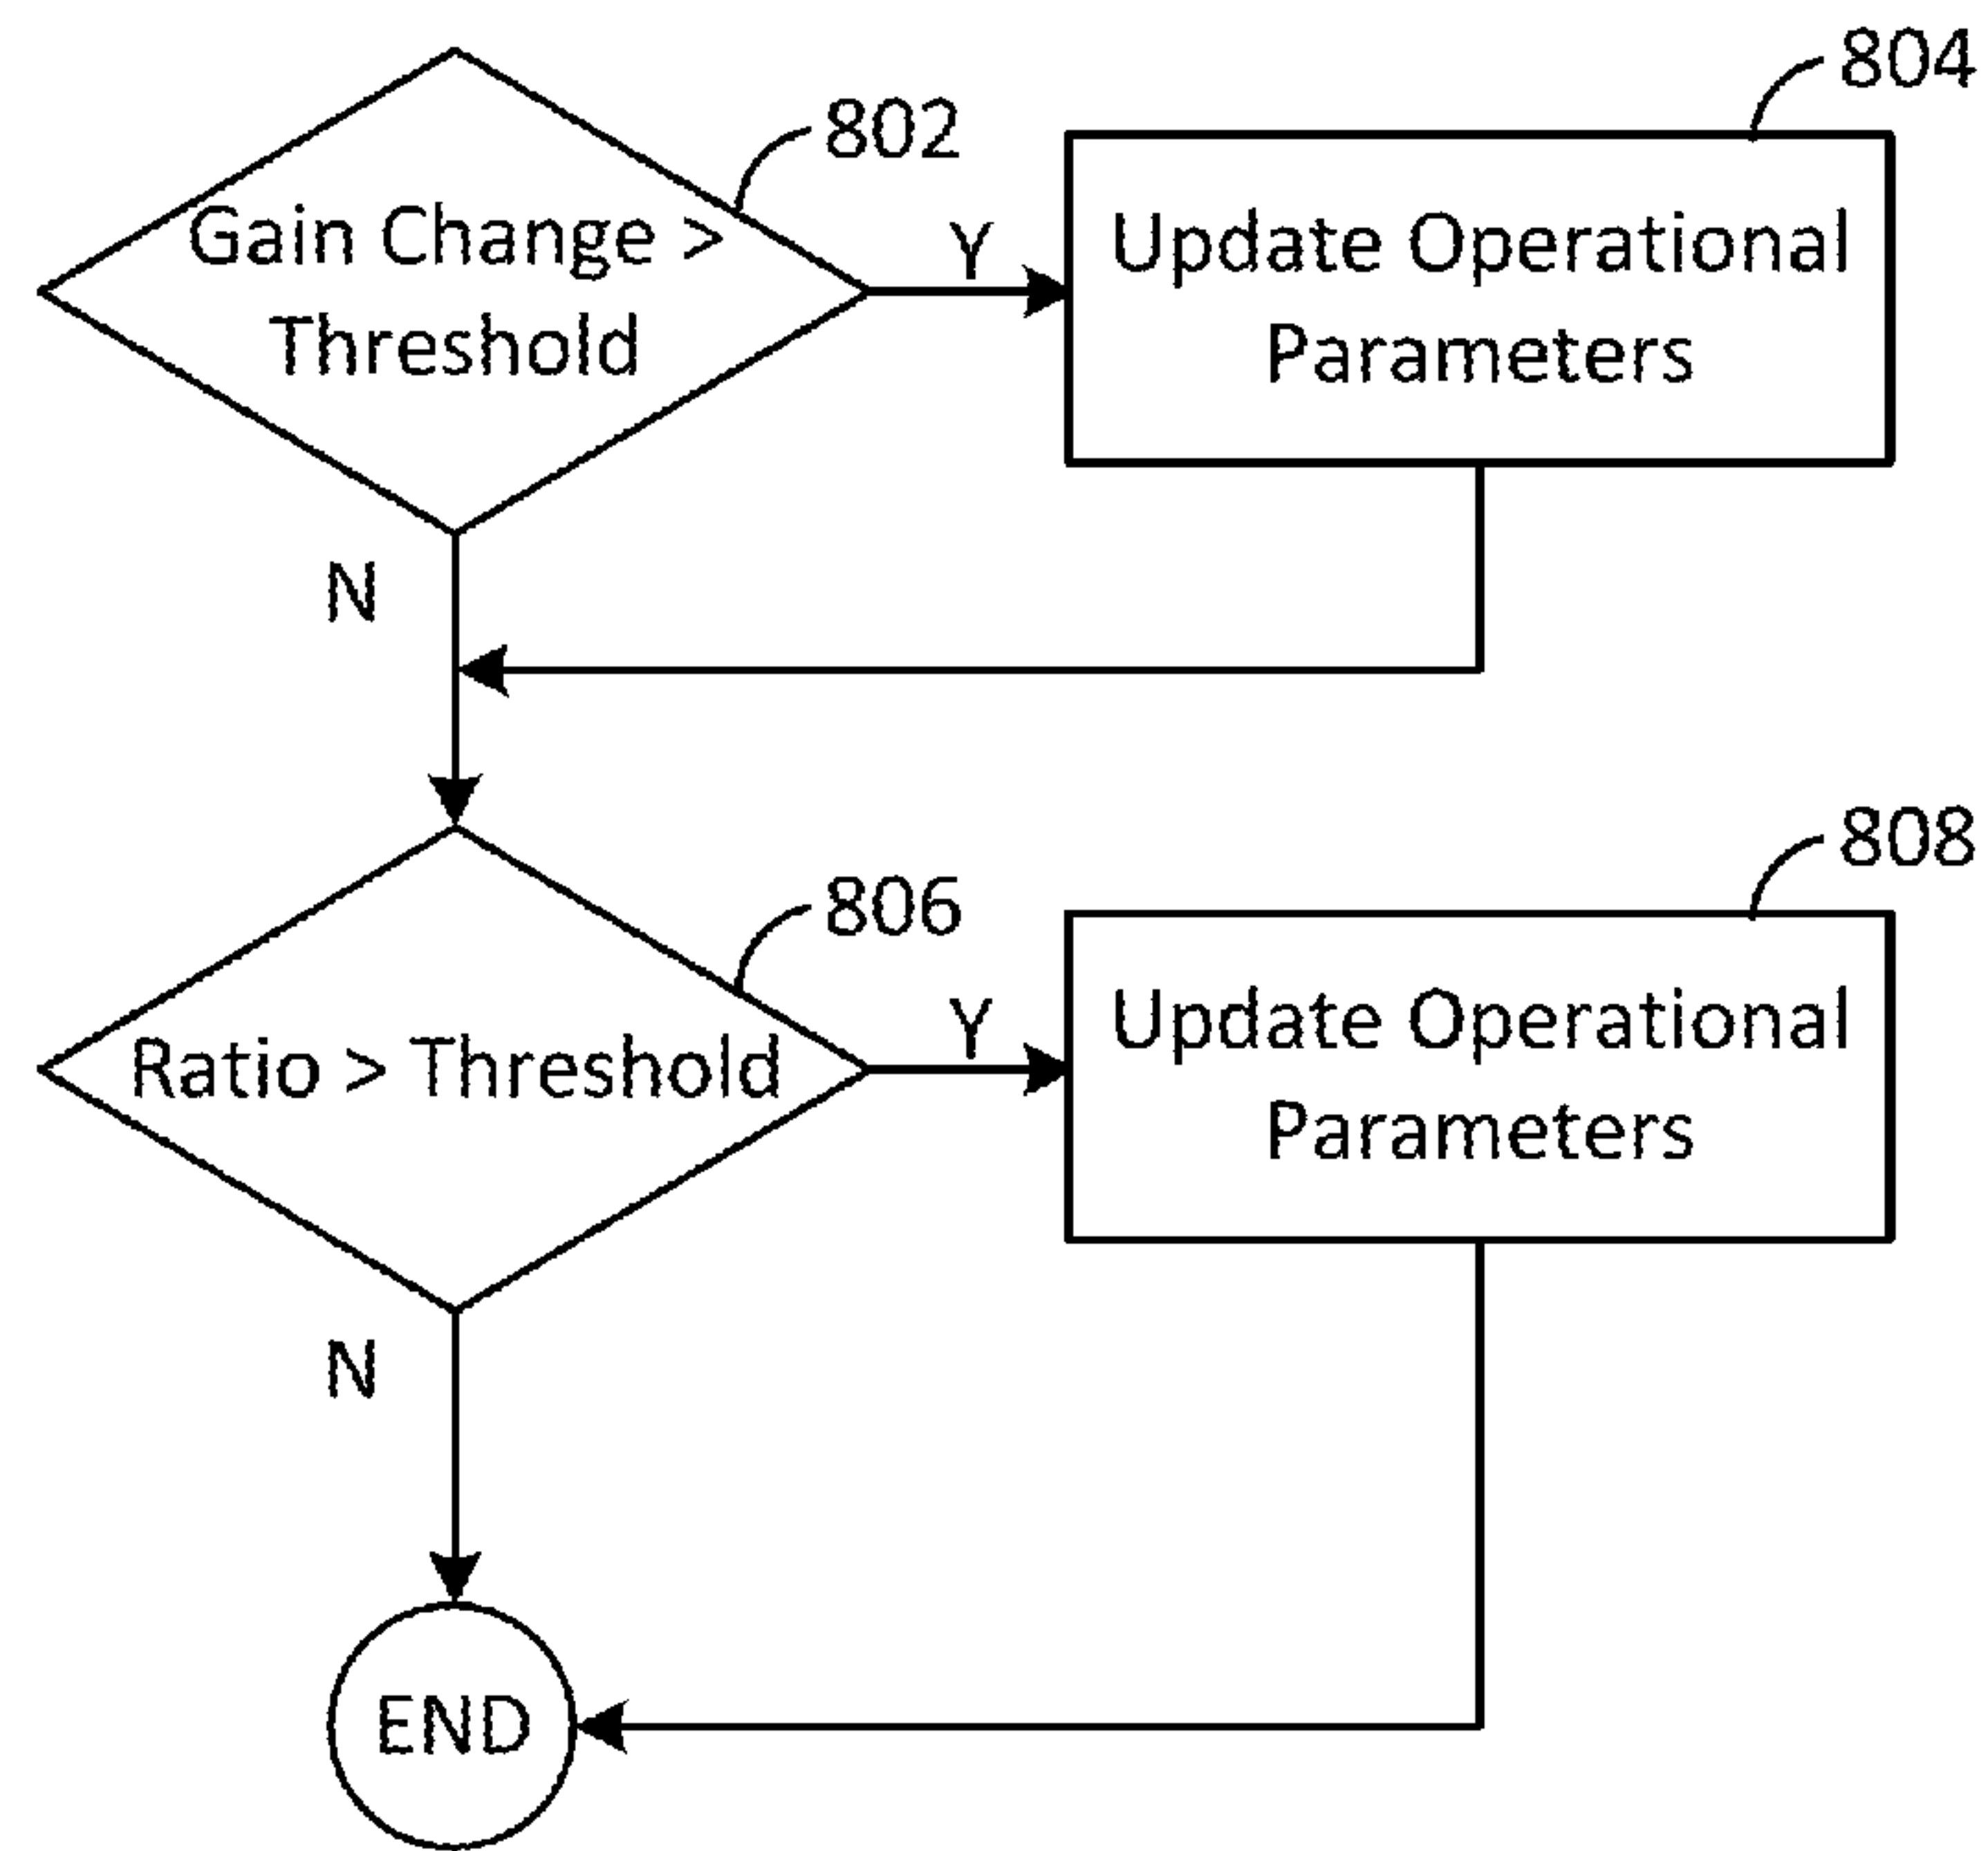 804
802
Gain Change >
Threshold
Y
Update Operational
Parameters
N
808
806
Ratio > Threshold
Y
Update Operational
Parameters
N
END